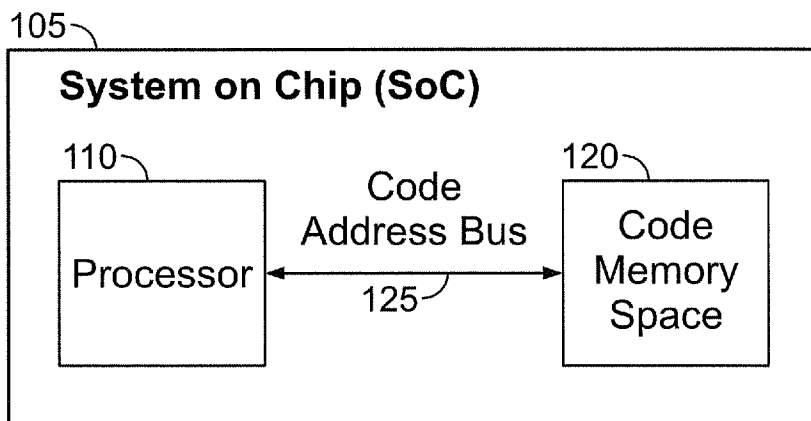 105
System on Chip (SoC)
110
Processor
Code
Address Bus
125
120
Code
Memory
Space